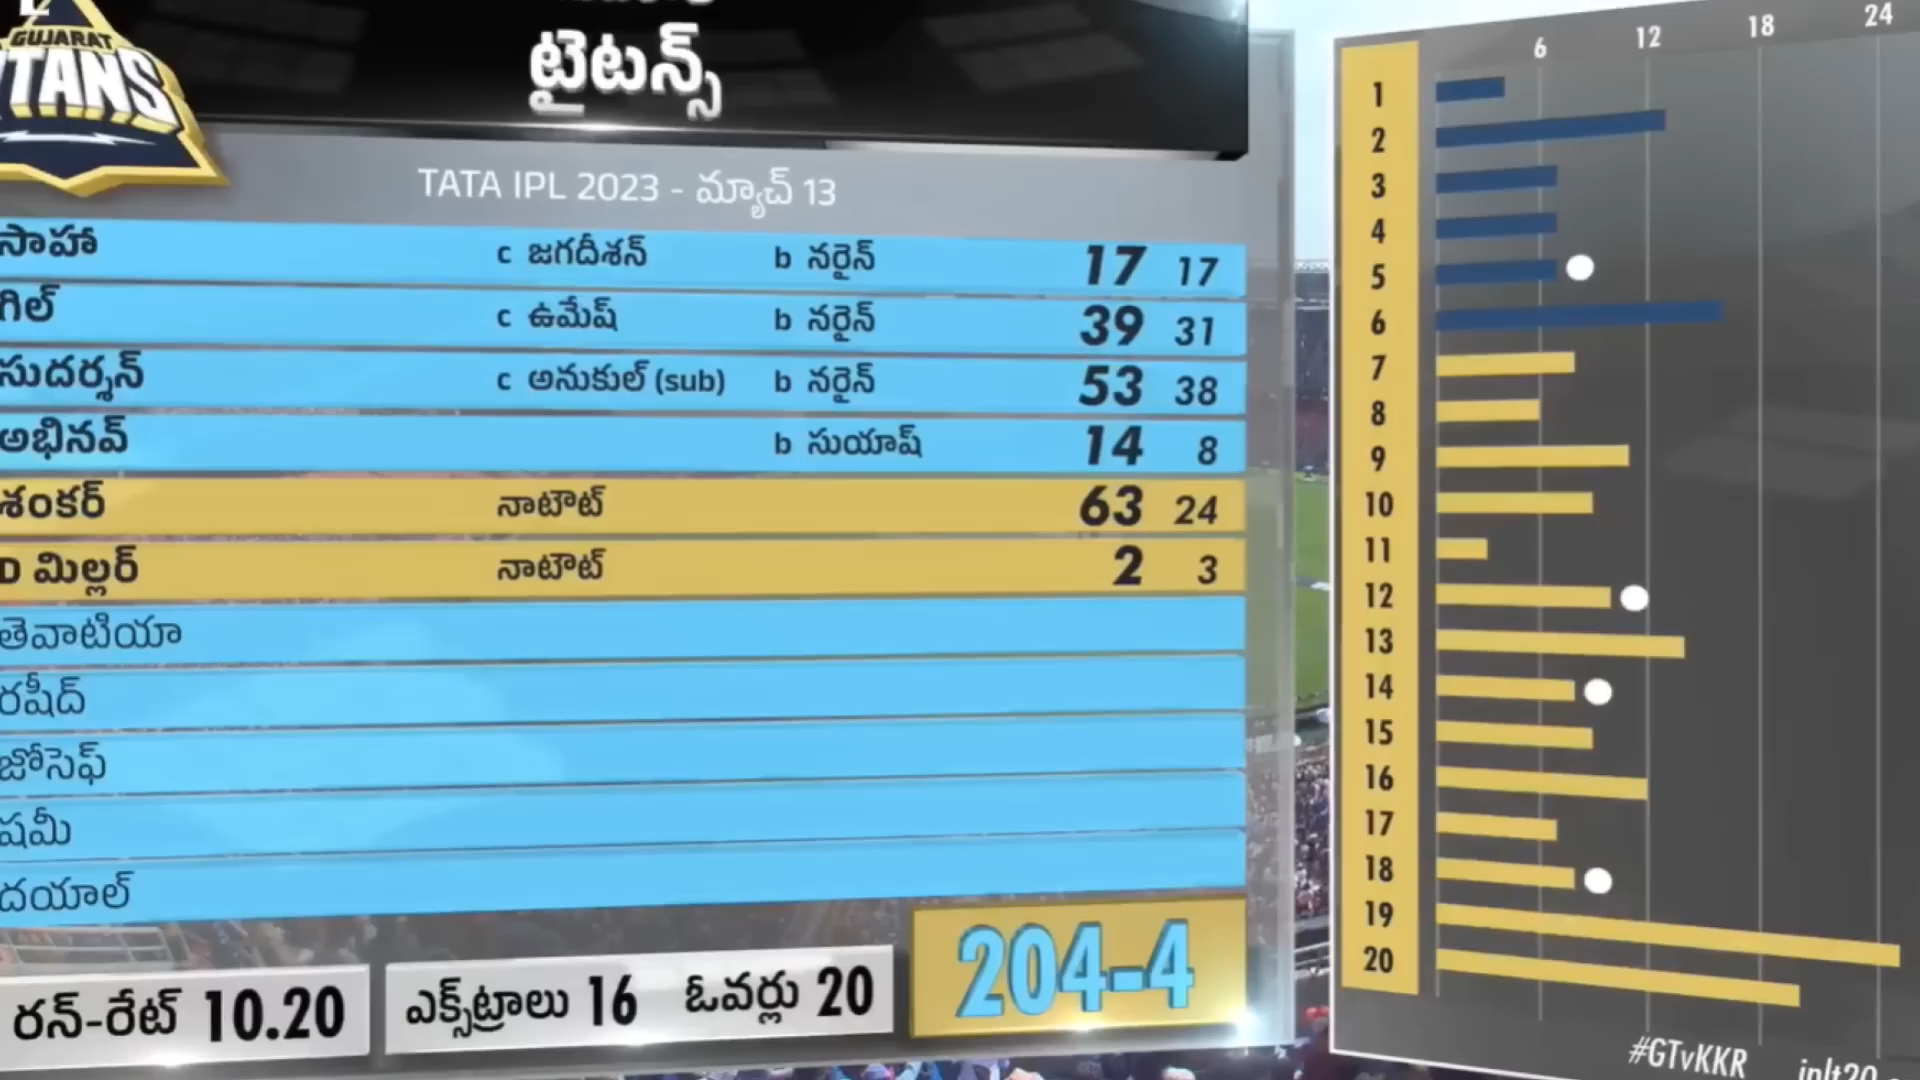 GUJARAT
TITANS
టైటన్స్
TATA IPL 2023 - మ్యాచ్ 13
సాహా c జగదీశన్ b నరైన్ 17 17
గిల్ c ఉమేష్ b నరైన్ 39 31
సుదర్శన్ c అనుకుల్ (sub) b నరైన్ 53 38
అభినవ్ b సుయాష్ 14 8
శంకర్ నాటౌట్ 63 24
D మిల్లర్ నాటౌట్ 2 3
తెవాటియా
రషీద్
జోసెఫ్
షమీ
దయాల్
రన్-రేట్ 10.20 ఎక్స్‌ట్రాలు 16 ఓవర్లు 20 204-4
6 12 18 24
1
2
3
4
5
6
7
8
9
10
11
12
13
14
15
16
17
18
19
20
#GTvKKR